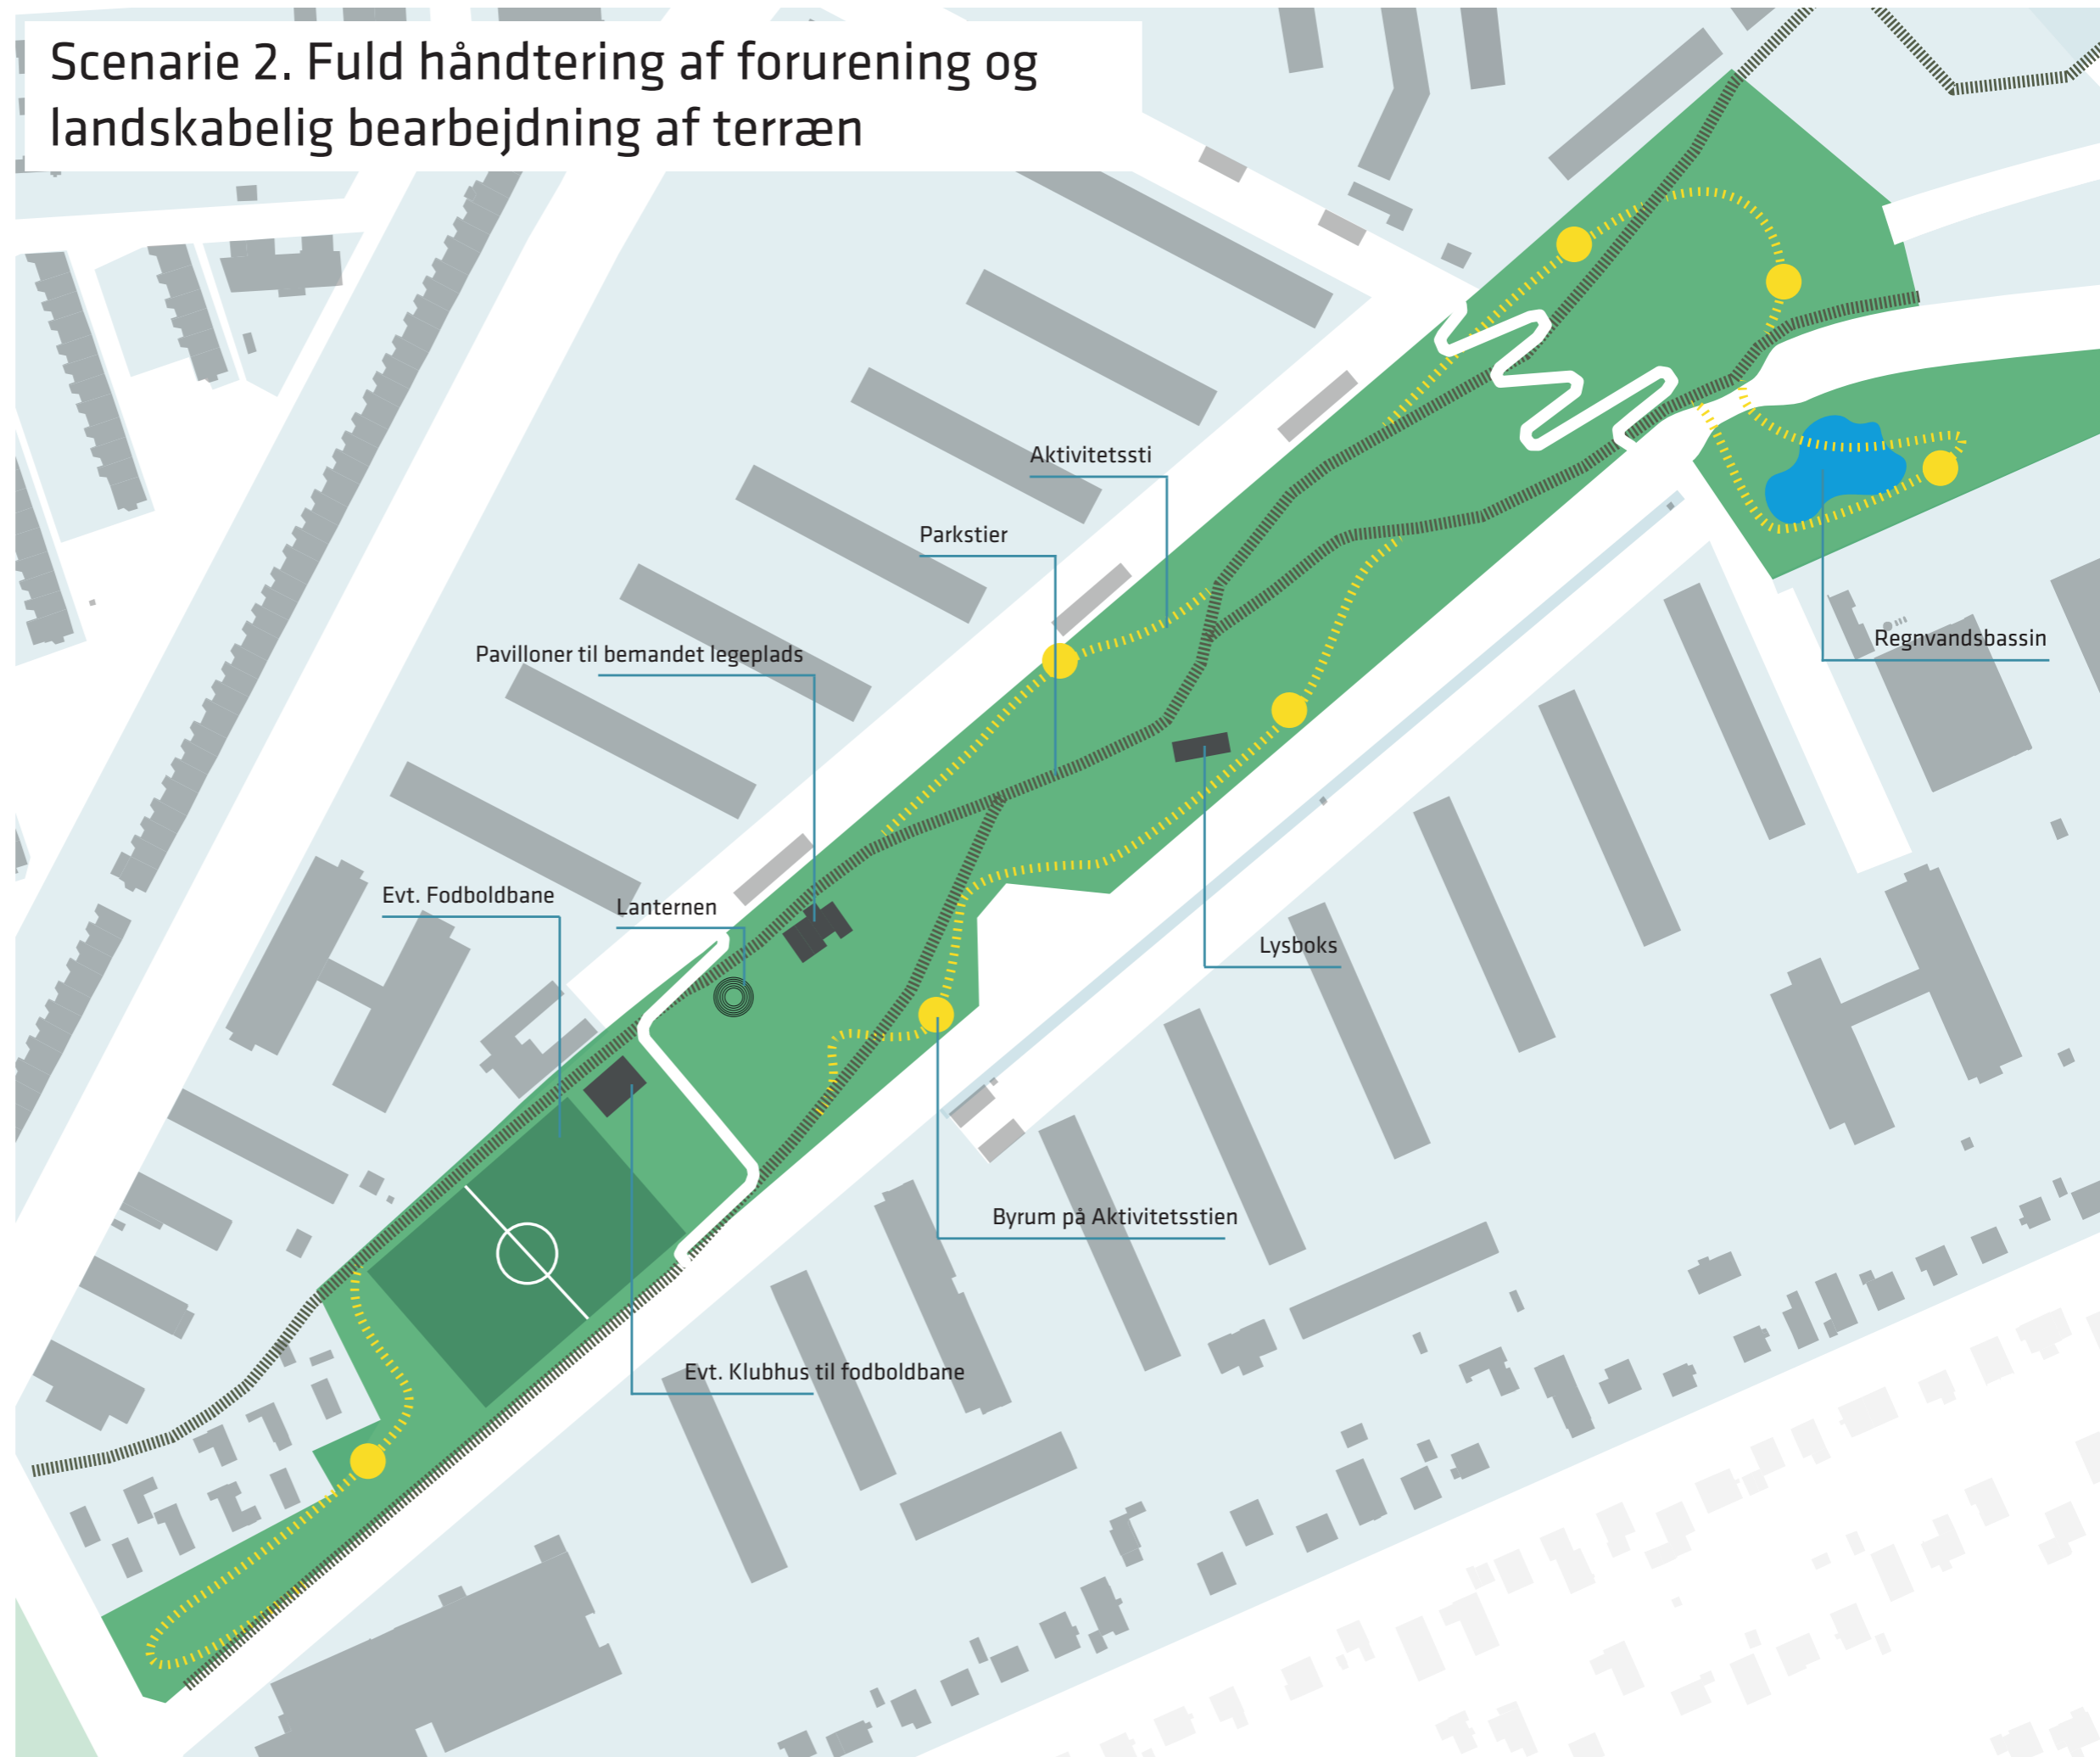 Scenarie 2. Fuld håndtering af forurening og
landskabelig bearbejdning af terræn
Aktivitetssti
Parkstier
Pavilloner til bemandet legeplads
Regnvandsbassin
Evt. Fodboldbane
Lanternen
Lysboks
Byrum på Aktivitetsstien
Evt. Klubhus til fodboldbane